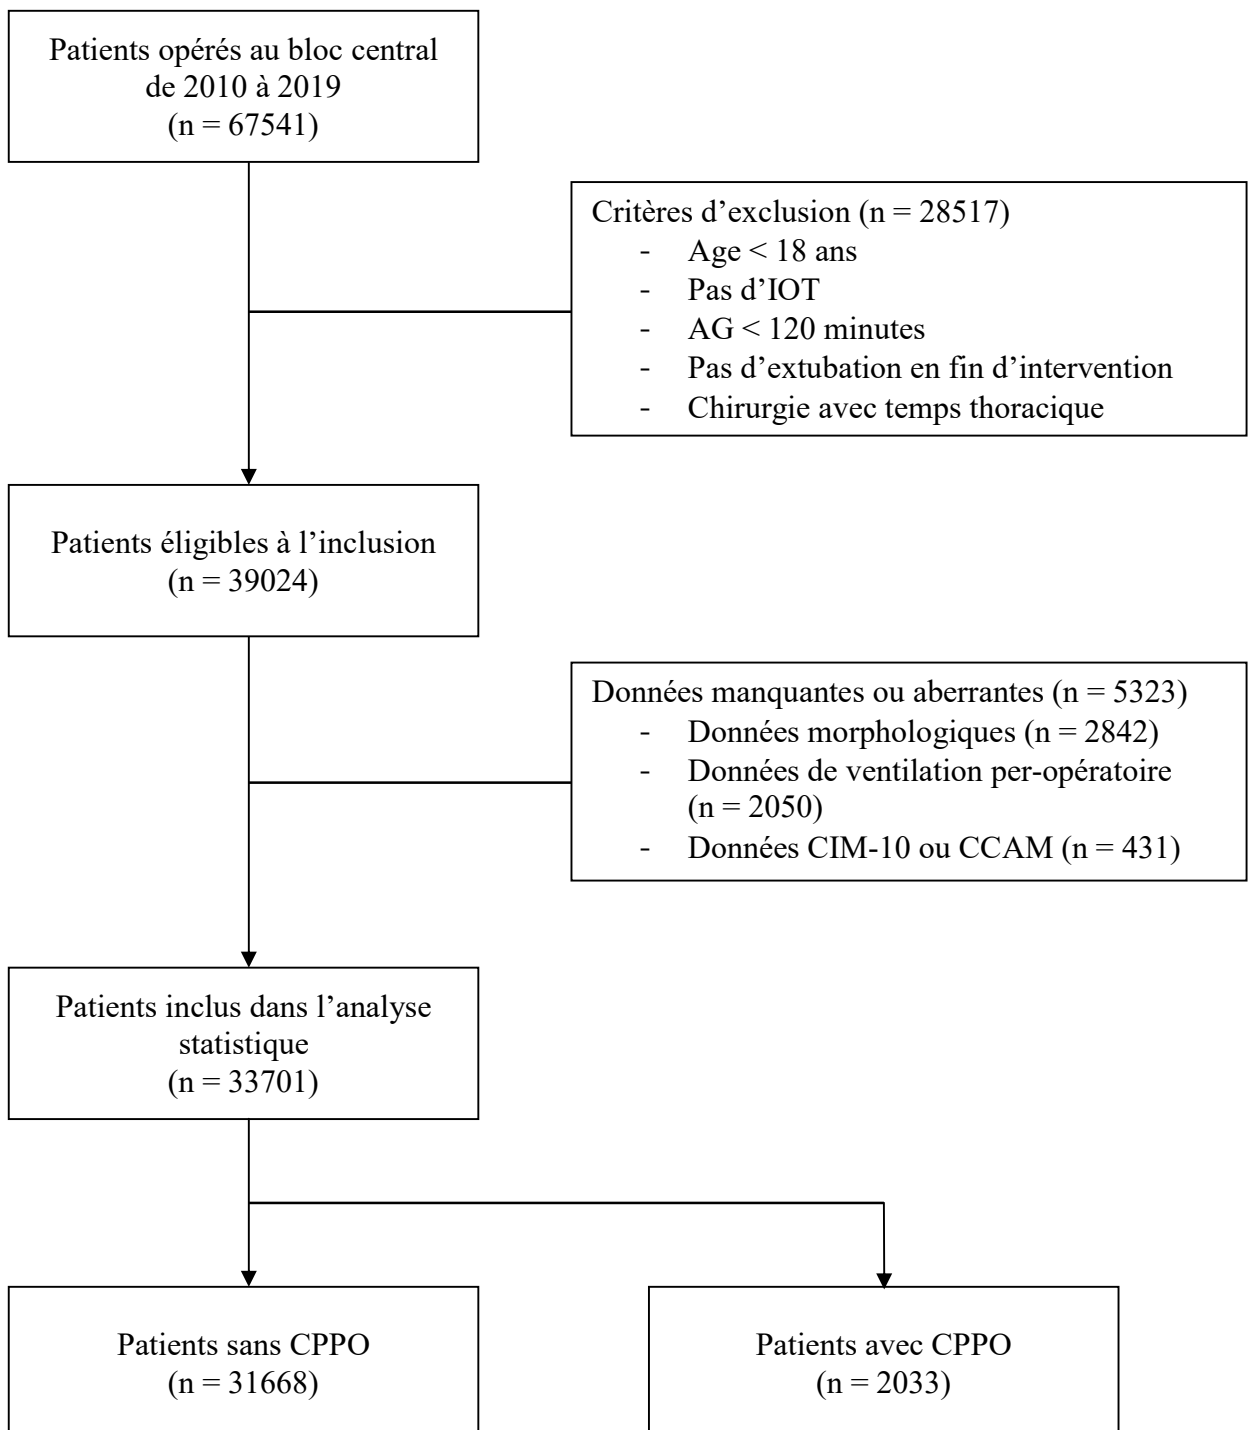 Patients opérés au bloc central
de 2010 à 2019
(n = 67541)
Critères d’exclusion (n = 28517)
- Age < 18 ans
- Pas d’IOT
- AG < 120 minutes
- Pas d’extubation en fin d’intervention
- Chirurgie avec temps thoracique
Patients éligibles à l’inclusion
(n = 39024)
Données manquantes ou aberrantes (n = 5323)
- Données morphologiques (n = 2842)
- Données de ventilation per-opératoire
(n = 2050)
- Données CIM-10 ou CCAM (n = 431)
Patients inclus dans l’analyse
statistique
(n = 33701)
Patients sans CPPO
(n = 31668)
Patients avec CPPO
(n = 2033)